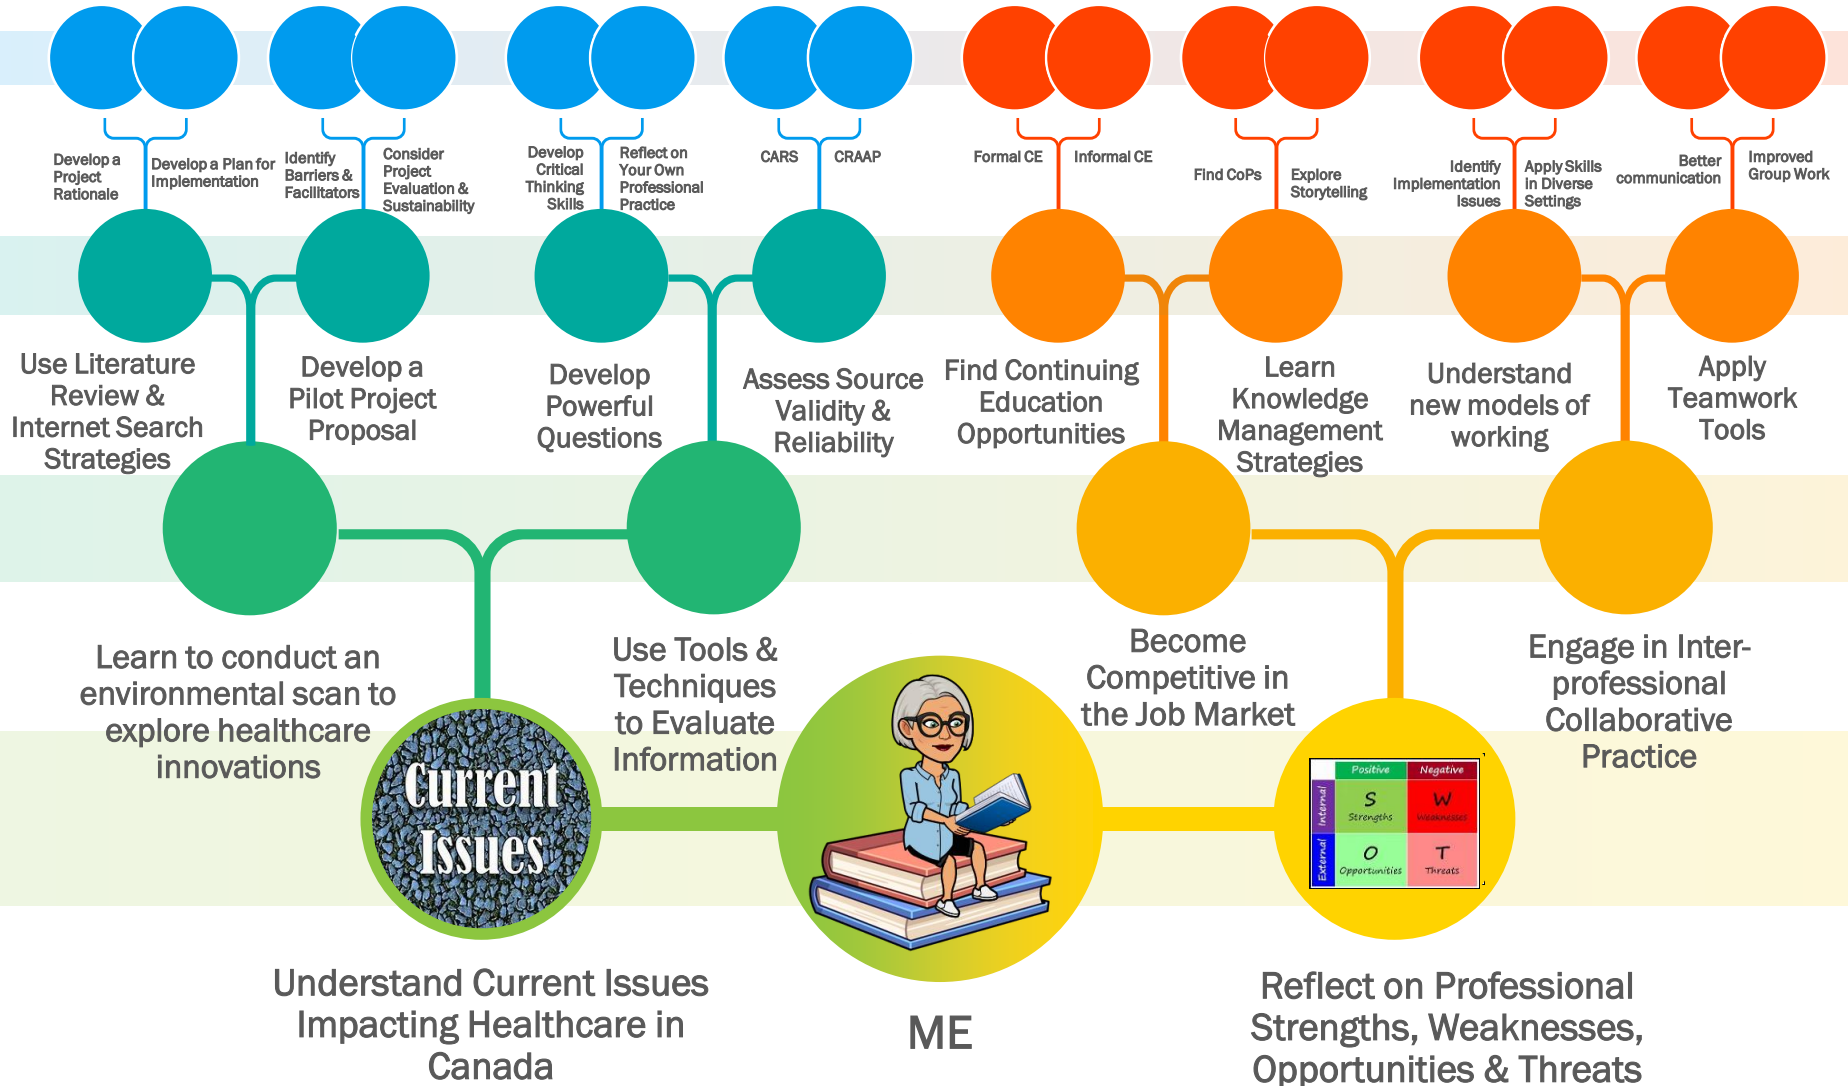 Develop a
Project
Rationale
Develop a Plan for
Implementation
Identify
Barriers &
Facilitators
Consider
Project
Evaluation &
Sustainability
Develop
Critical
Thinking
Skills
Reflect on
Your Own
Professional
Practice
CARS
CRAAP
Formal CE
Informal CE
Find CoPs
Explore
Storytelling
Identify
Implementation
Issues
Apply Skills
in Diverse
Settings
Better
communication
Improved
Group Work
Use Literature
Review &
Internet Search
Strategies
Develop a
Pilot Project
Proposal
Develop
Powerful
Questions
Assess Source
Validity &
Reliability
Find Continuing
Education
Opportunities
Learn
Knowledge
Management
Strategies
Understand
new models of
working
Apply
Teamwork
Tools
Learn to conduct an
environmental scan to
explore healthcare
innovations
Use Tools &
Techniques
to Evaluate
Information
Become
Competitive in
the Job Market
Engage in Inter-
professional
Collaborative
Practice
Current
Issues
Positive
Negative
Internal
S
Strengths
W
Weaknesses
External
O
Opportunities
T
Threats
Understand Current Issues
Impacting Healthcare in
Canada
ME
Reflect on Professional
Strengths, Weaknesses,
Opportunities & Threats